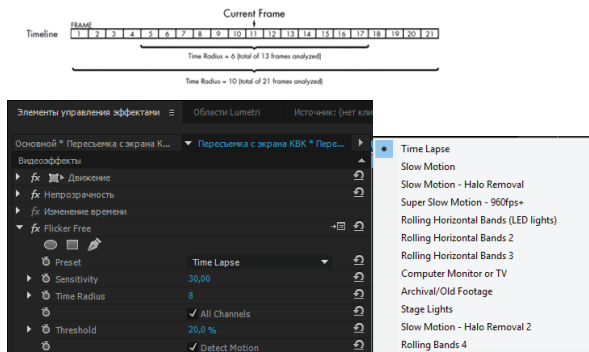 Current Frame
FRAME
Timeline 1 2 3 4 5 6 7 8 9 10 11 12 13 14 15 16 17 18 19 20 21
Time Radius = 6 (total of 13 frames analyzed)
Time Radius = 10 (total of 21 frames analyzed)
Элементы управления эффектами Области Lumetri Источник: (нет кли
Основной * Пересъемка с экрана К... Пересъемка с экрана КВК * Пере...
Видеоэффекты
fx Движение
fx Непрозрачность
fx Изменение времени
fx Flicker Free
Preset Time Lapse
Sensitivity 30,00
Time Radius 8
All Channels
Threshold 20,0 %
Detect Motion
Time Lapse
Slow Motion
Slow Motion - Halo Removal
Super Slow Motion - 960fps+
Rolling Horizontal Bands (LED lights)
Rolling Horizontal Bands 2
Rolling Horizontal Bands 3
Computer Monitor or TV
Archival/Old Footage
Stage Lights
Slow Motion - Halo Removal 2
Rolling Bands 4